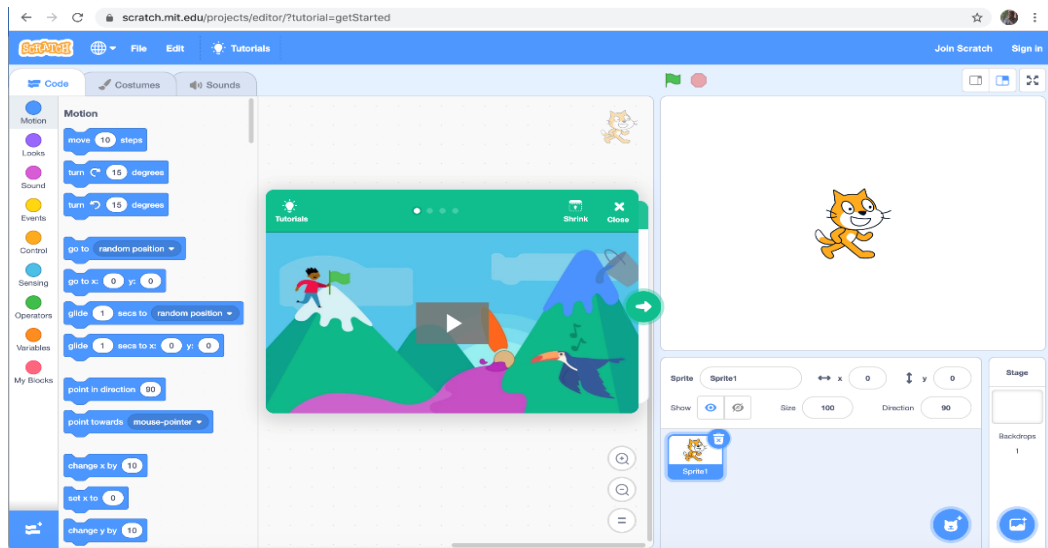 scratch.mit.edu/projects/editor/?tutorial=getStarted
SCRATCH File Edit Tutorials Join Scratch Sign in
Code Costumes Sounds
Motion
Looks
Sound
Events
Control
Sensing
Operators
Variables
My Blocks
Motion
move 10 steps
turn 15 degrees
turn 15 degrees
go to random position
go to x: 0 y: 0
glide 1 secs to random position
glide 1 secs to x: 0 y: 0
point in direction 90
point towards mouse-pointer
change x by 10
set x to 0
change y by 10
Tutorials Shrink Close
Sprite Sprite1 x 0 y 0
Show Size 100 Direction 90
Sprite1
Stage
Backdrops
1